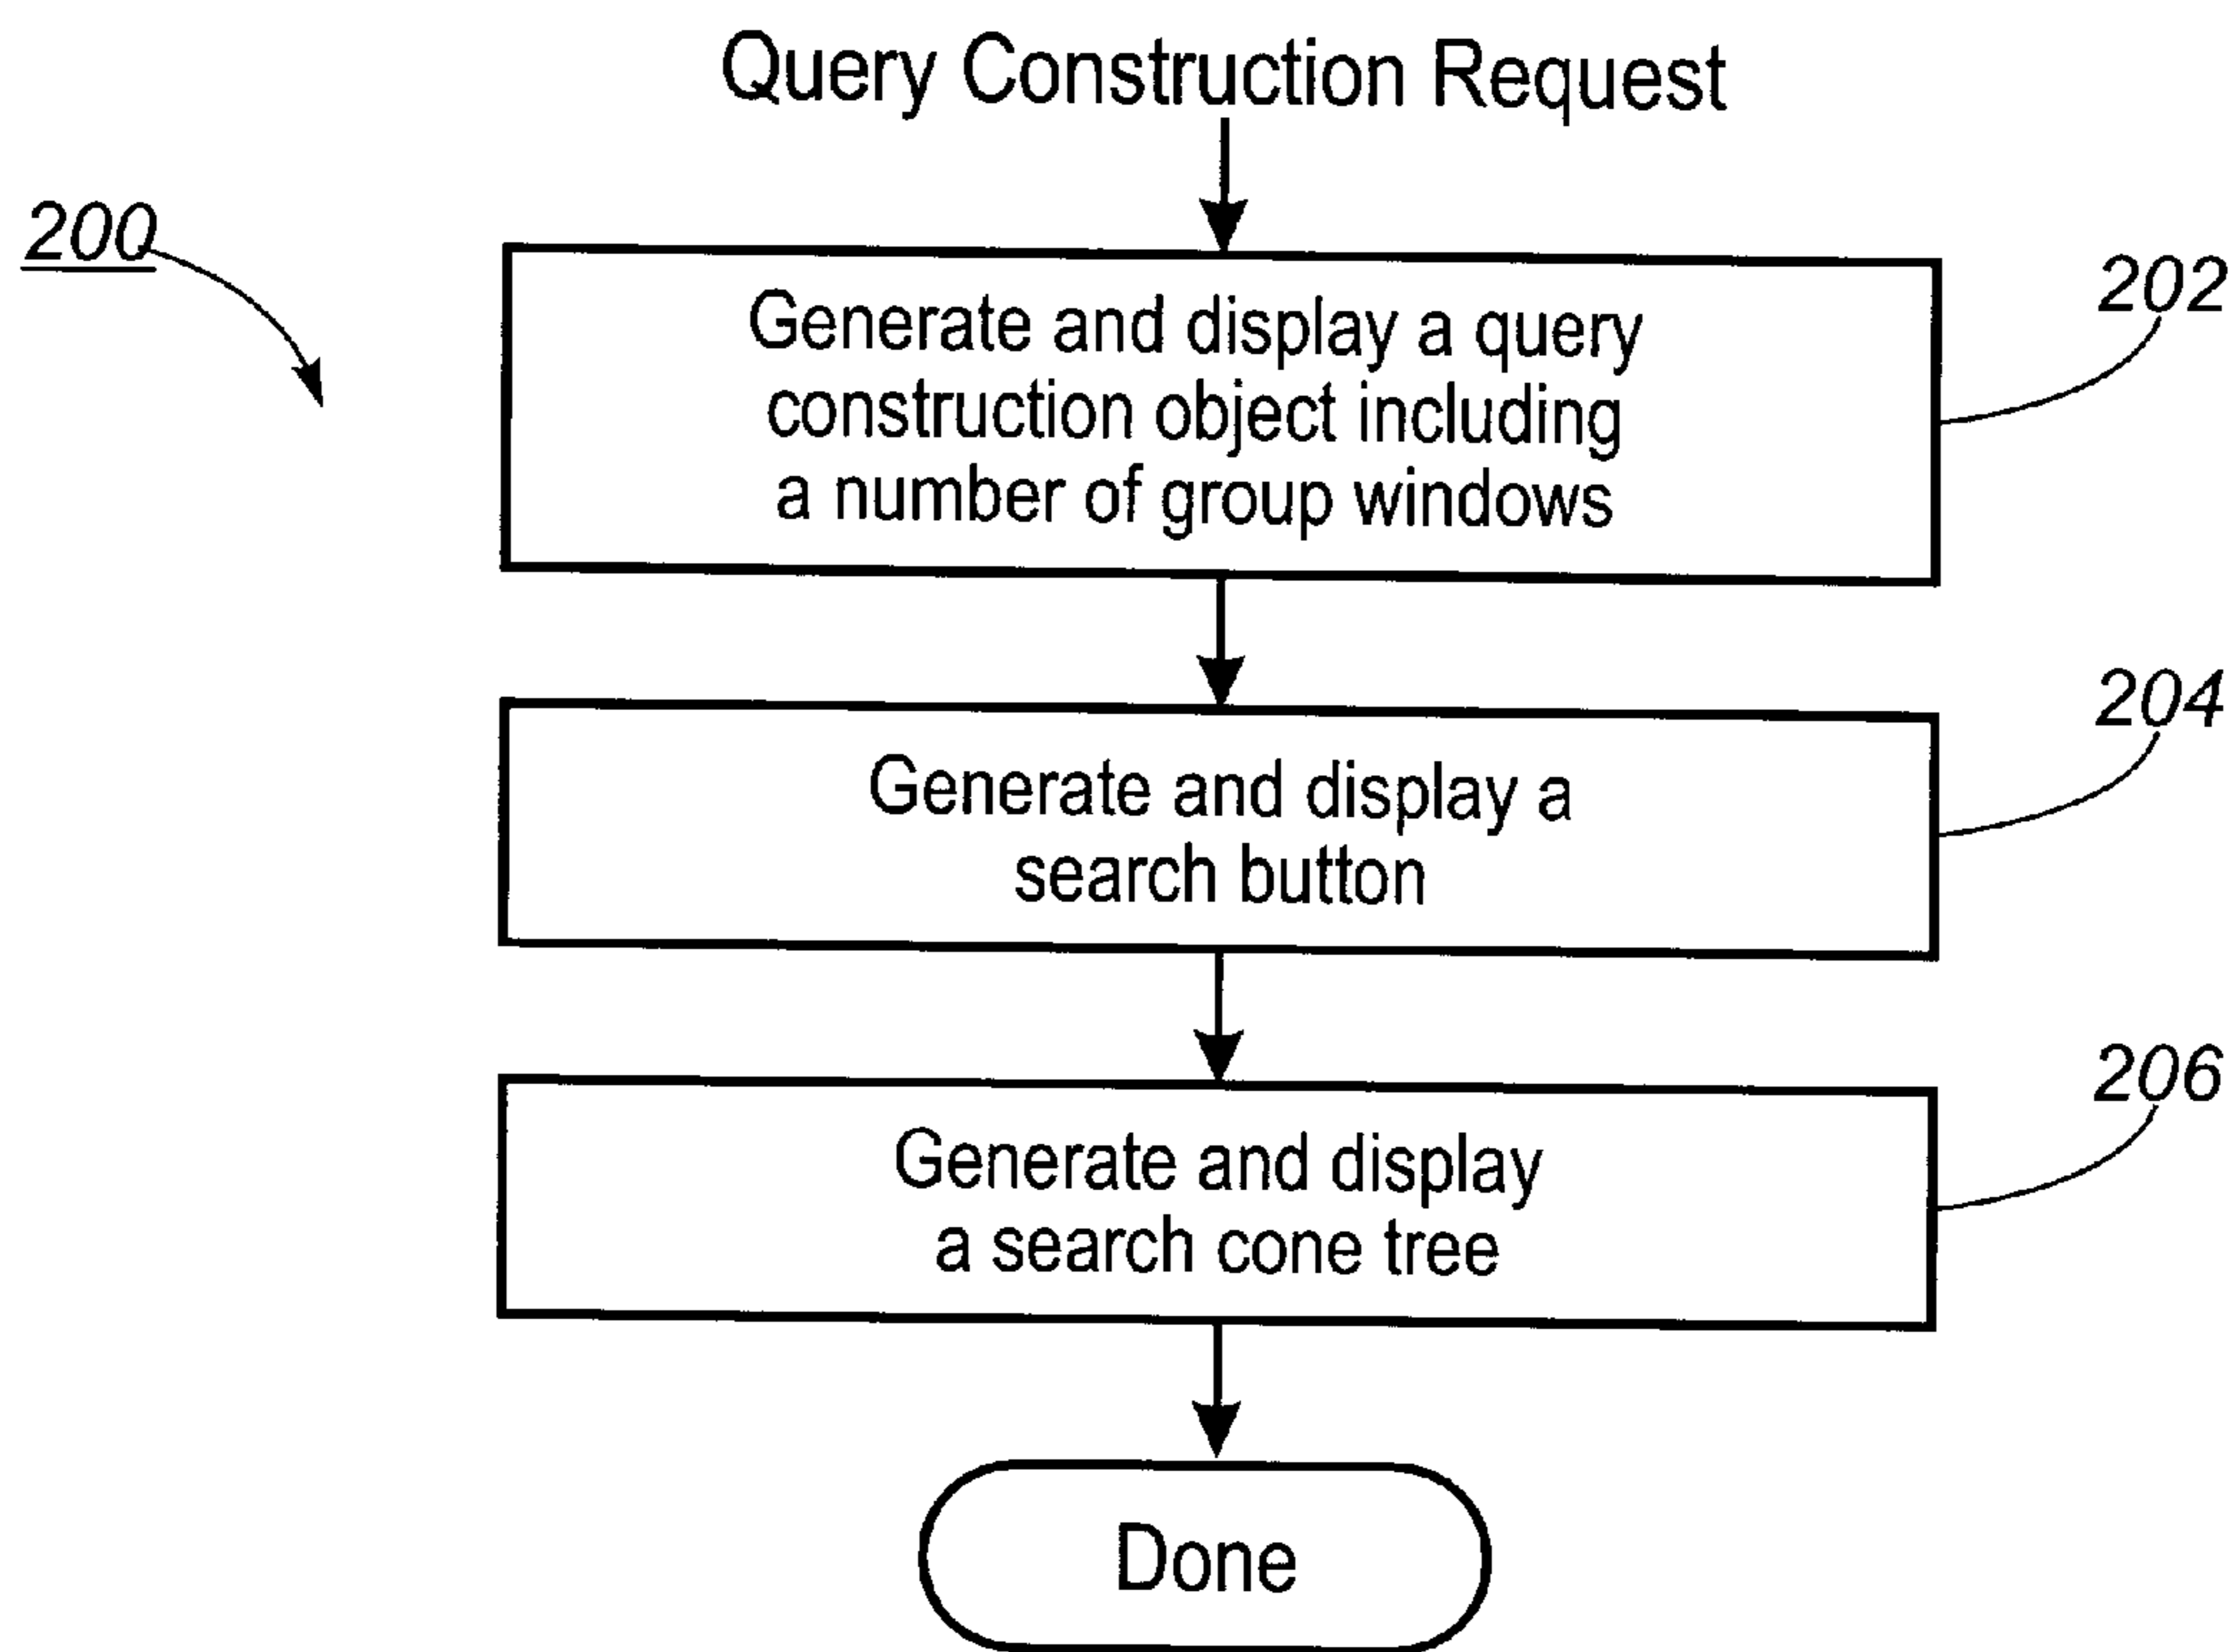 Query Construction Request
200
202
Generate and display a query
construction object including
a number of group windows
204
Generate and display a
search button
206
Generate and display
a search cone tree
Done